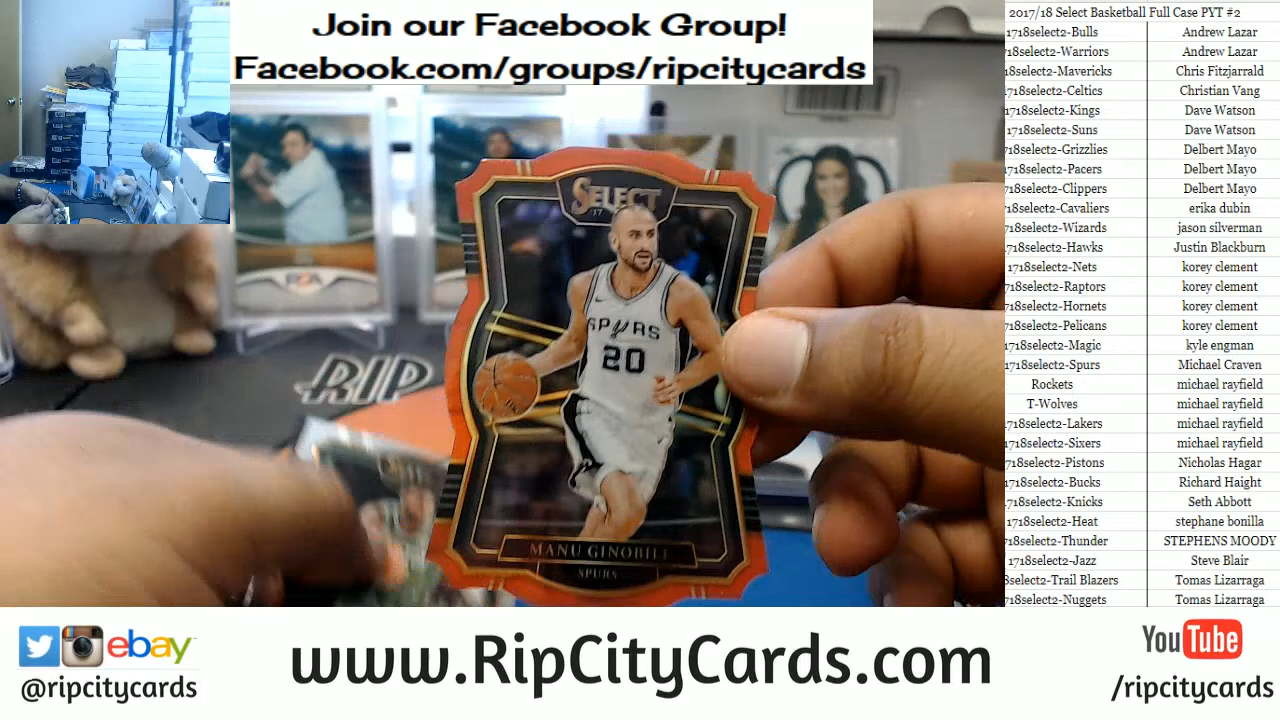 Join our Facebook Group!
Facebook.com/groups/ripcitycards
SELECT
17
SPURS
20
MANU GINOBILI
SPURS
RIP
2017/18 Select Basketball Full Case PYT #2
1718select2-Bulls Andrew Lazar
718select2-Warriors Andrew Lazar
718select2-Mavericks Chris Fitzjarrald
1718select2-Celtics Christian Vang
1718select2-Kings Dave Watson
1718select2-Suns Dave Watson
718select2-Grizzlies Delbert Mayo
1718select2-Pacers Delbert Mayo
718select2-Clippers Delbert Mayo
718select2-Cavaliers erika dubin
718select2-Wizards jason silverman
1718select2-Hawks Justin Blackburn
1718select2-Nets korey clement
718select2-Raptors korey clement
718select2-Hornets korey clement
718select2-Pelicans korey clement
1718select2-Magic kyle engman
1718select2-Spurs Michael Craven
Rockets michael rayfield
T-Wolves michael rayfield
718select2-Lakers michael rayfield
718select2-Sixers michael rayfield
718select2-Pistons Nicholas Hagar
1718select2-Bucks Richard Haight
718select2-Knicks Seth Abbott
1718select2-Heat stephane bonilla
718select2-Thunder STEPHENS MOODY
1718select2-Jazz Steve Blair
8select2-Trail Blazers Tomas Lizarraga
718select2-Nuggets Tomas Lizarraga
ebay
@ripcitycards
www.RipCityCards.com
YouTube
/ripcitycards